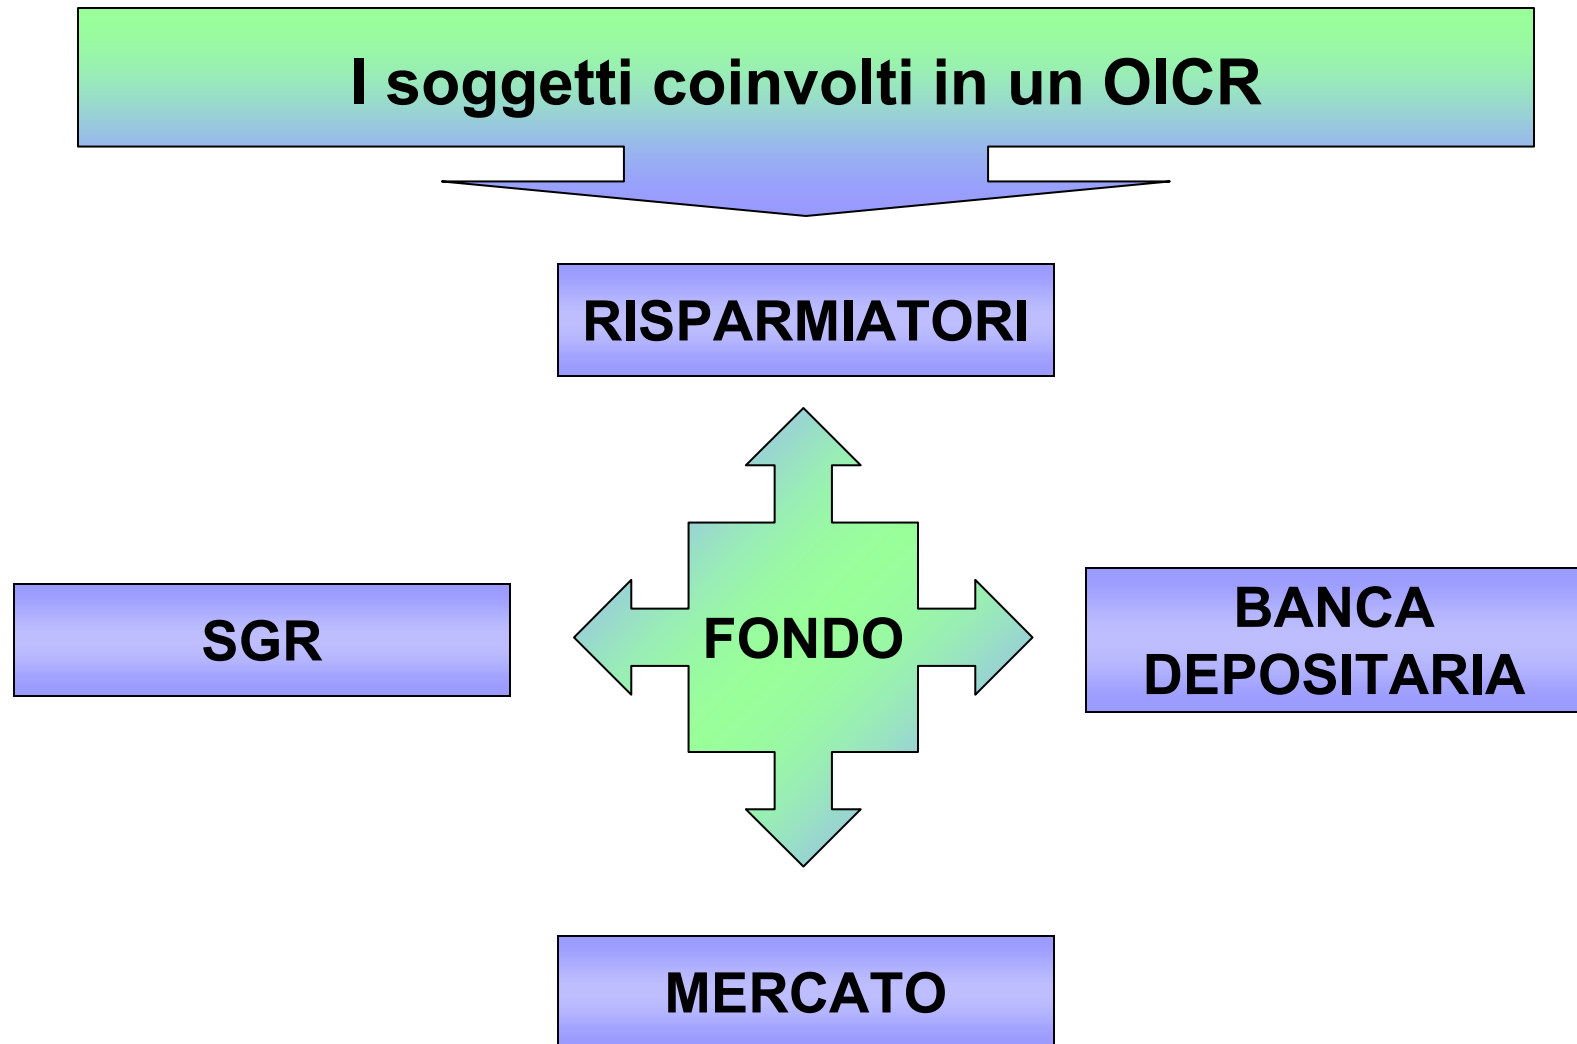 I soggetti coinvolti in un OICR
RISPARMIATORI
SGR
FONDO
BANCA
DEPOSITARIA
MERCATO